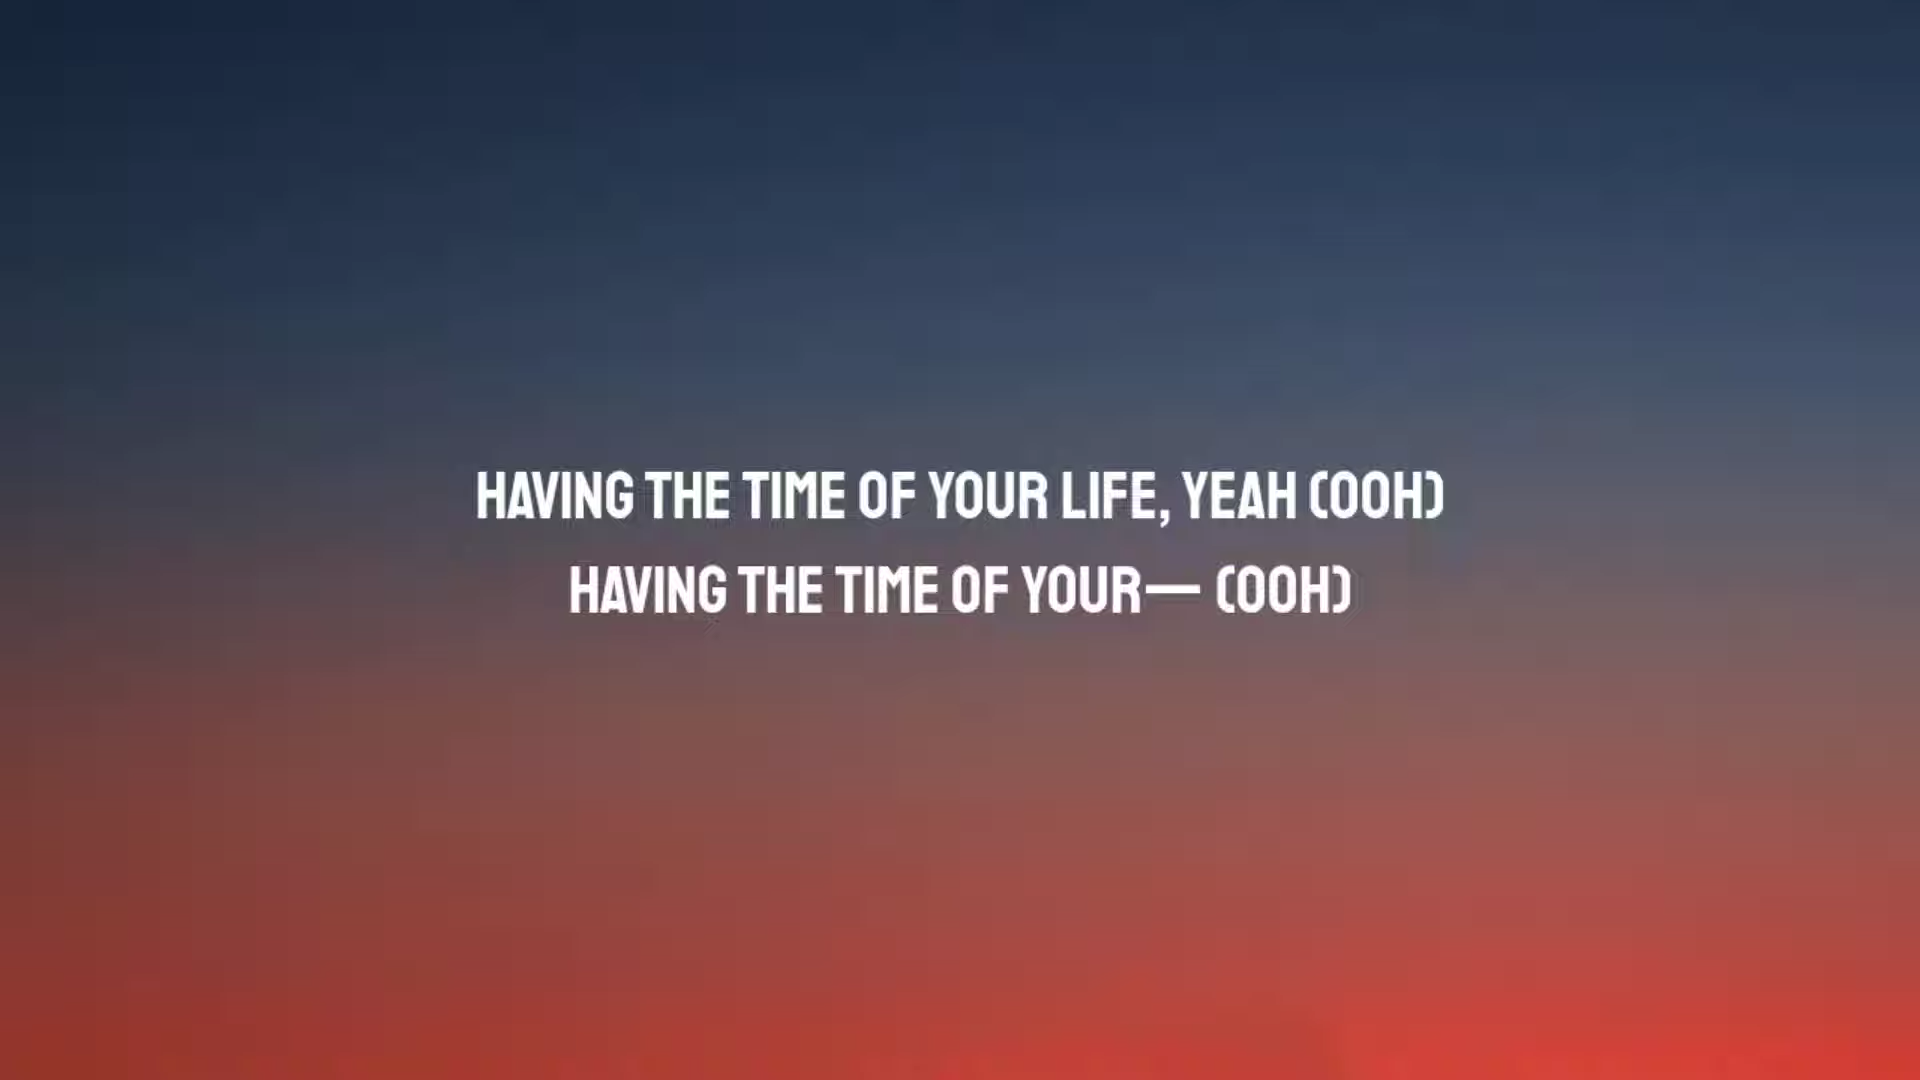 HAVING THE TIME OF YOUR LIFE, YEAH (OOH)
HAVING THE TIME OF YOUR— (OOH)